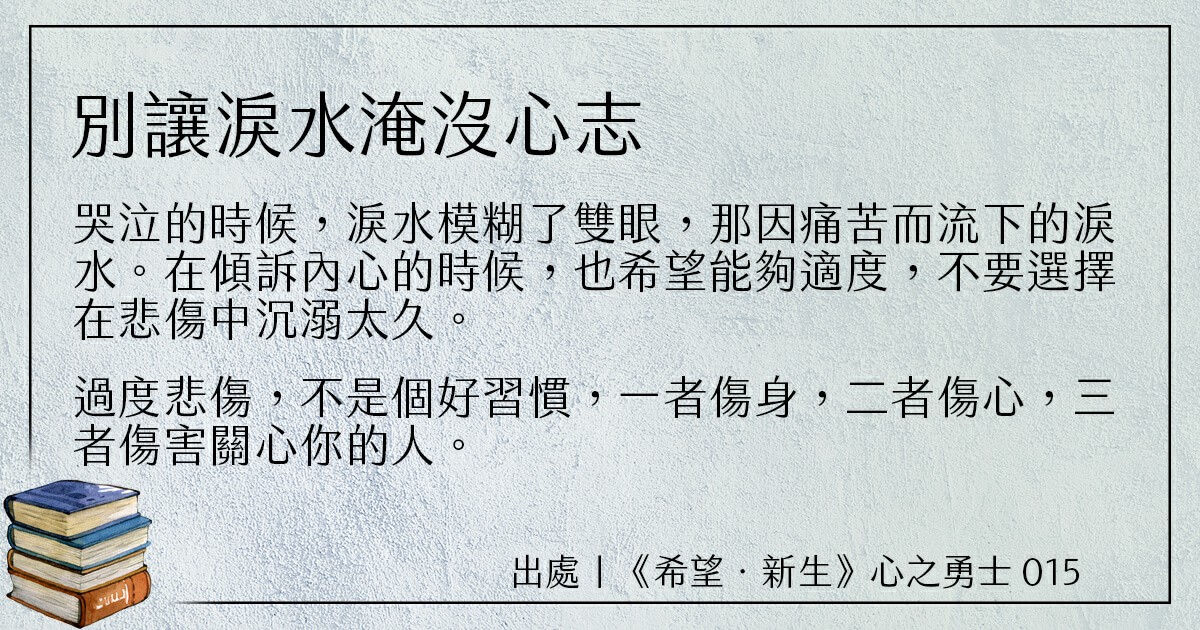 別讓淚水淹沒心志
哭泣的時候，淚水模糊了雙眼，那因痛苦而流下的淚
水。在傾訴內心的時候，也希望能夠適度，不要選擇
在悲傷中沉溺太久。
過度悲傷，不是個好習慣，一者傷身，二者傷心，三
者傷害關心你的人。
出處｜《希望．新生》心之勇士 015